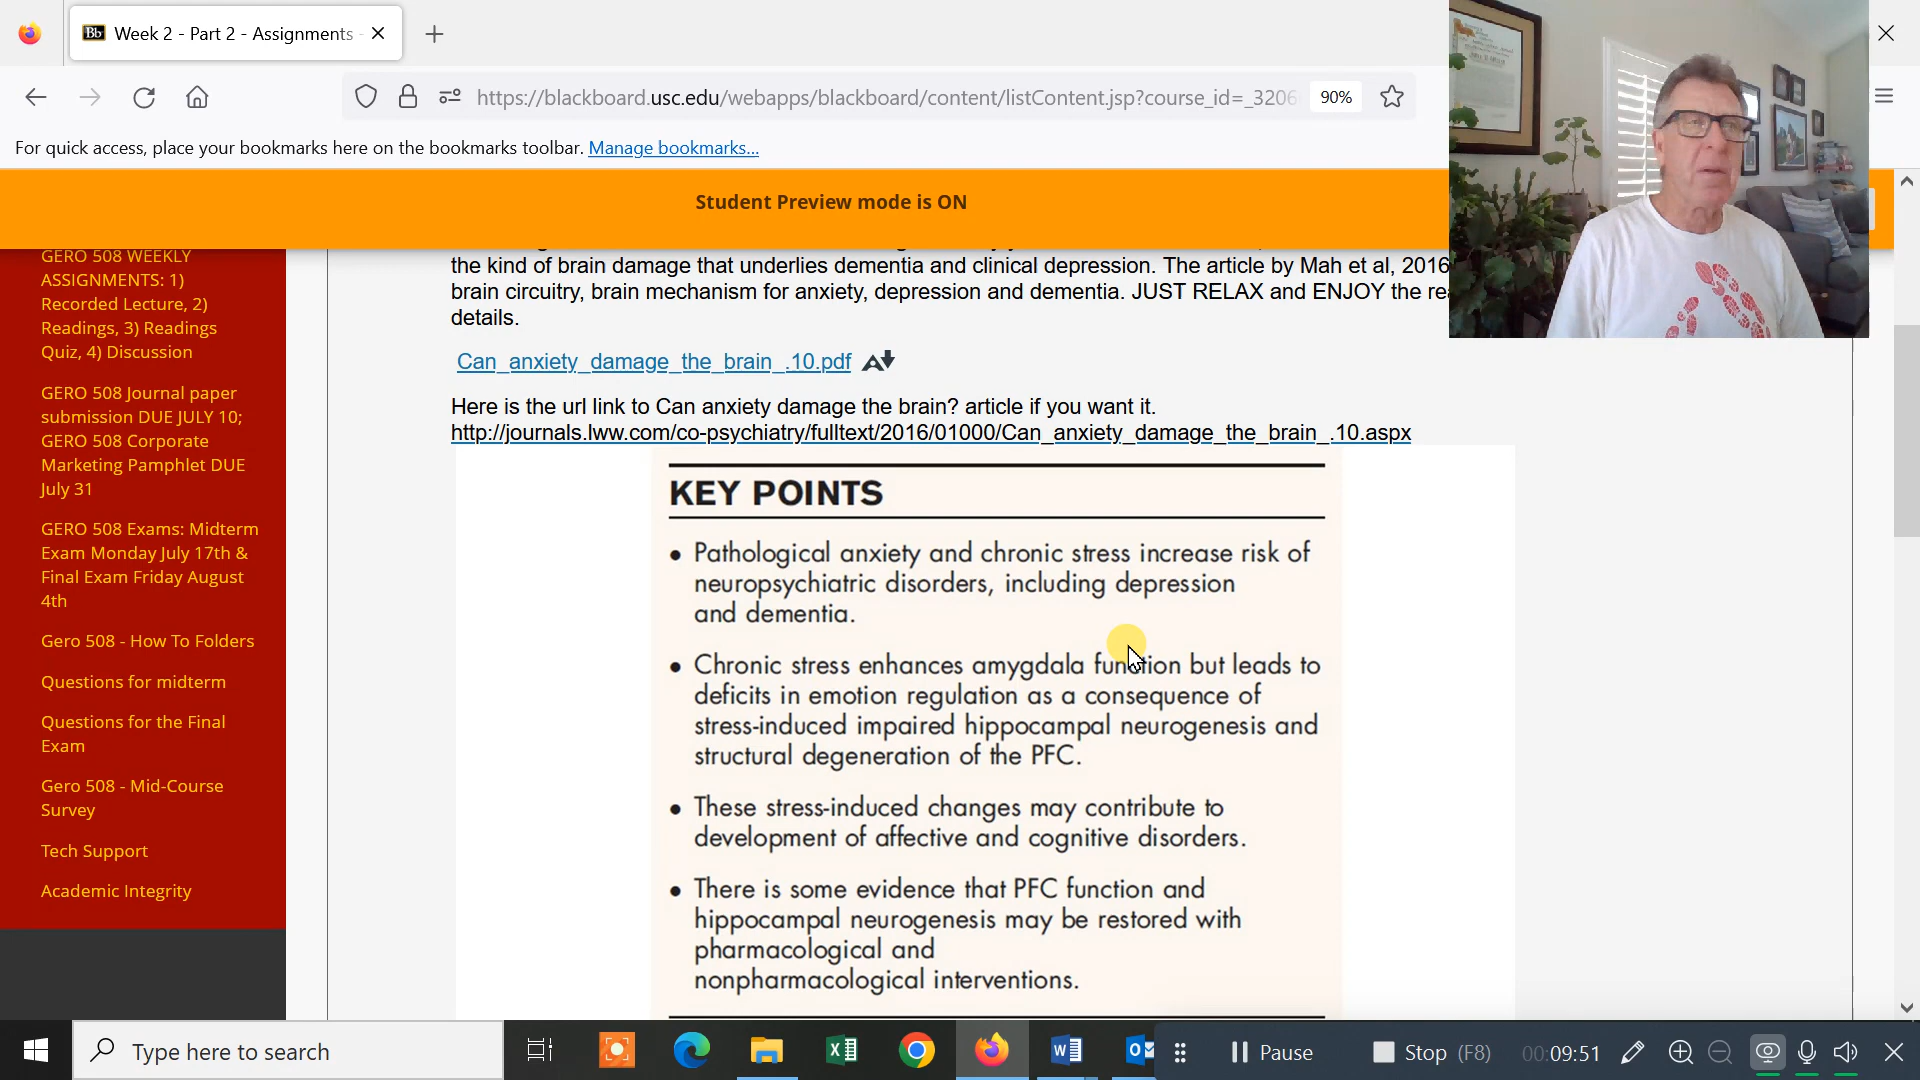 Week 2 - Part 2 - Assignments
https://blackboard.usc.edu/webapps/blackboard/content/listContent.jsp?course_id=_3206
90%
For quick access, place your bookmarks here on the bookmarks toolbar. Manage bookmarks...
Student Preview mode is ON
GERO 508 WEEKLY
ASSIGNMENTS: 1)
Recorded Lecture, 2)
Readings, 3) Readings
Quiz, 4) Discussion
GERO 508 Journal paper
submission DUE JULY 10;
GERO 508 Corporate
Marketing Pamphlet DUE
July 31
GERO 508 Exams: Midterm
Exam Monday July 17th &
Final Exam Friday August
4th
Gero 508 - How To Folders
Questions for midterm
Questions for the Final
Exam
Gero 508 - Mid-Course
Survey
Tech Support
Academic Integrity
the kind of brain damage that underlies dementia and clinical depression. The article by Mah et al, 2016
brain circuitry, brain mechanism for anxiety, depression and dementia. JUST RELAX and ENJOY the
details.
Can_anxiety_damage_the_brain_.10.pdf
Here is the url link to Can anxiety damage the brain? article if you want it.
http://journals.lww.com/co-psychiatry/fulltext/2016/01000/Can_anxiety_damage_the_brain_.10.aspx
KEY POINTS
• Pathological anxiety and chronic stress increase risk of
neuropsychiatric disorders, including depression
and dementia.
• Chronic stress enhances amygdala function but leads to
deficits in emotion regulation as a consequence of
stress-induced impaired hippocampal neurogenesis and
structural degeneration of the PFC.
• These stress-induced changes may contribute to
development of affective and cognitive disorders.
• There is some evidence that PFC function and
hippocampal neurogenesis may be restored with
pharmacological and
nonpharmacological interventions.
Type here to search
Pause
Stop (F8)
00:09:51